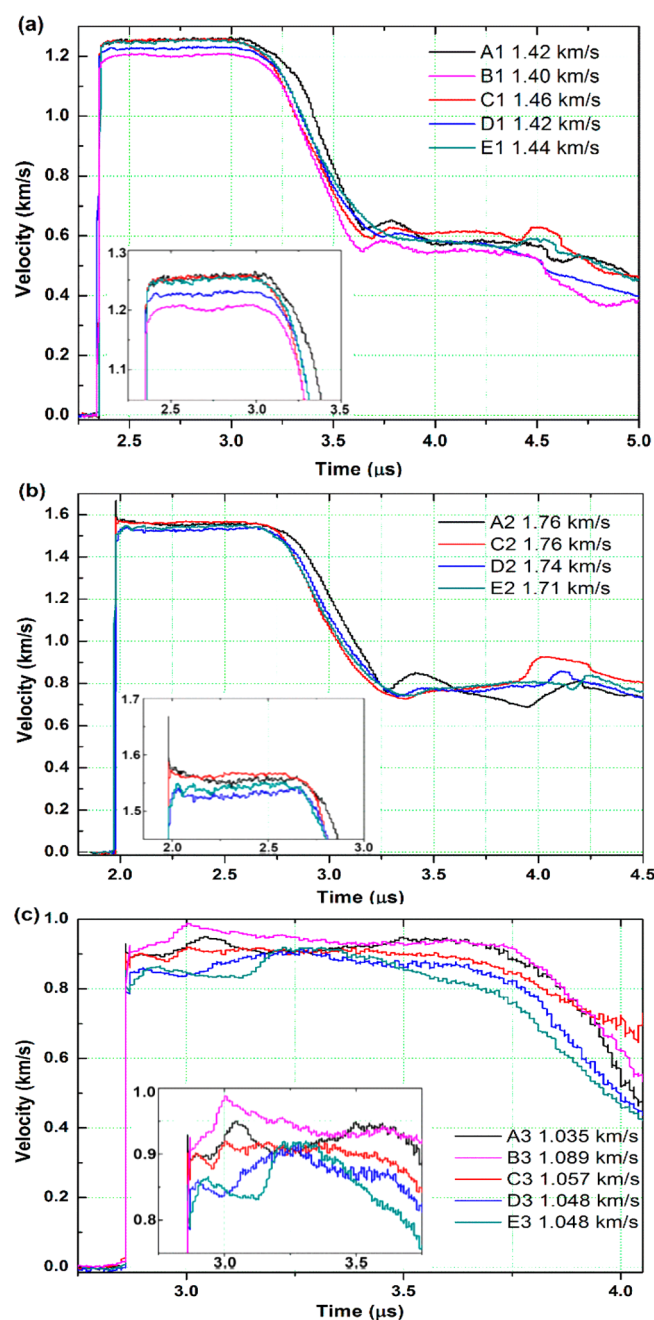 (a)
1.2
1.0
0.8
0.6
0.4
0.2
0.0
Velocity (km/s)
A1 1.42 km/s
B1 1.40 km/s
C1 1.46 km/s
D1 1.42 km/s
E1 1.44 km/s
1.3
1.2
1.1
2.5 3.0 3.5
2.5 3.0 3.5 4.0 4.5 5.0
Time (μs)
(b)
1.6
1.4
1.2
1.0
0.8
0.6
0.4
0.2
0.0
Velocity (km/s)
A2 1.76 km/s
C2 1.76 km/s
D2 1.74 km/s
E2 1.71 km/s
1.7
1.6
1.5
2.0 2.5 3.0
2.0 2.5 3.0 3.5 4.0 4.5
Time (μs)
(c)
1.0
0.8
0.6
0.4
0.2
0.0
Velocity (km/s)
1.0
0.9
0.8
3.0 3.5
A3 1.035 km/s
B3 1.089 km/s
C3 1.057 km/s
D3 1.048 km/s
E3 1.048 km/s
3.0 3.5 4.0
Time (μs)